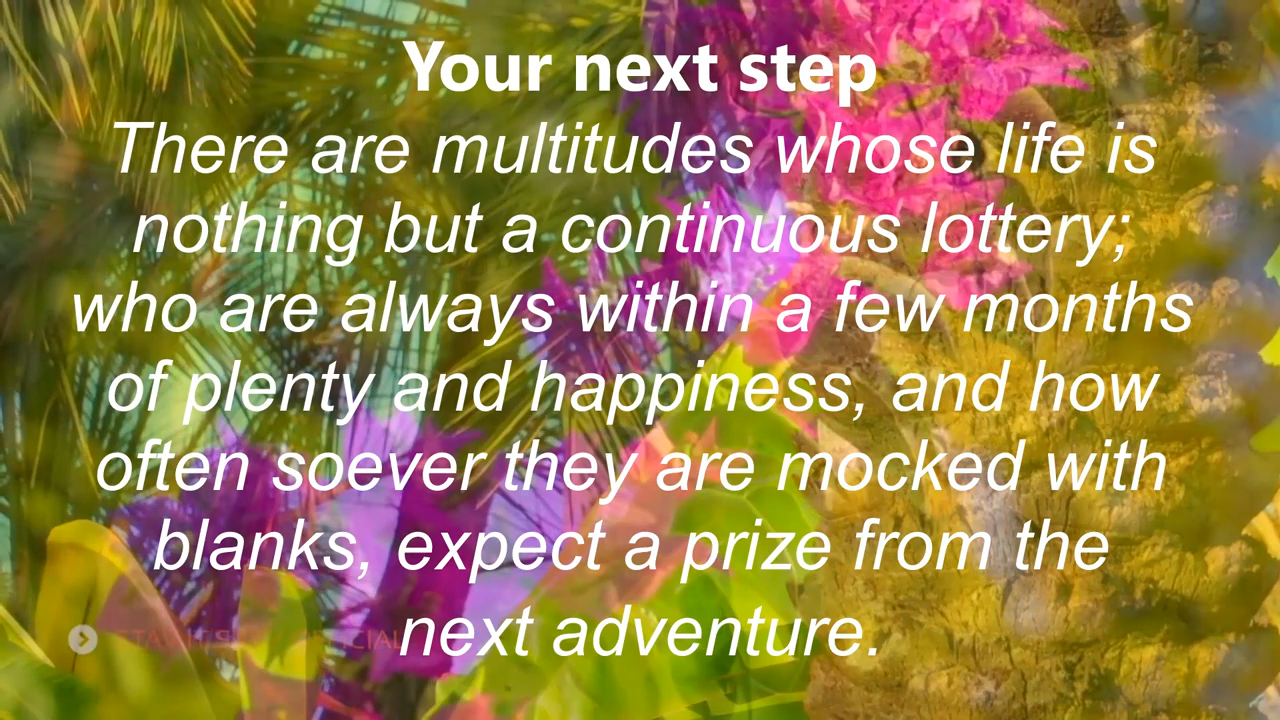 Your next step
There are multitudes whose life is
nothing but a continuous lottery;
who are always within a few months
of plenty and happiness, and how
often soever they are mocked with
blanks, expect a prize from the
next adventure.